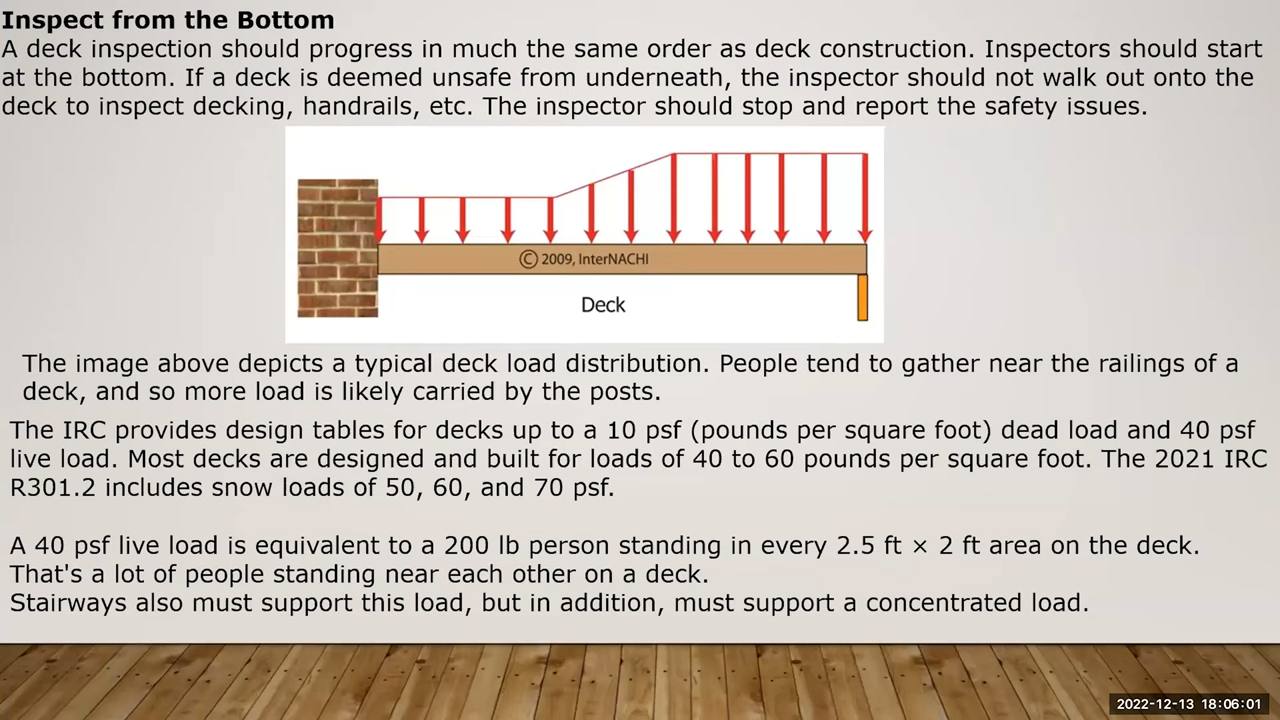 Inspect from the Bottom
A deck inspection should progress in much the same order as deck construction. Inspectors should start
at the bottom. If a deck is deemed unsafe from underneath, the inspector should not walk out onto the
deck to inspect decking, handrails, etc. The inspector should stop and report the safety issues.
© 2009, InterNACHI
Deck
The image above depicts a typical deck load distribution. People tend to gather near the railings of a
deck, and so more load is likely carried by the posts.
The IRC provides design tables for decks up to a 10 psf (pounds per square foot) dead load and 40 psf
live load. Most decks are designed and built for loads of 40 to 60 pounds per square foot. The 2021 IRC
R301.2 includes snow loads of 50, 60, and 70 psf.
A 40 psf live load is equivalent to a 200 lb person standing in every 2.5 ft × 2 ft area on the deck.
That's a lot of people standing near each other on a deck.
Stairways also must support this load, but in addition, must support a concentrated load.
2022-12-13 18:06:01